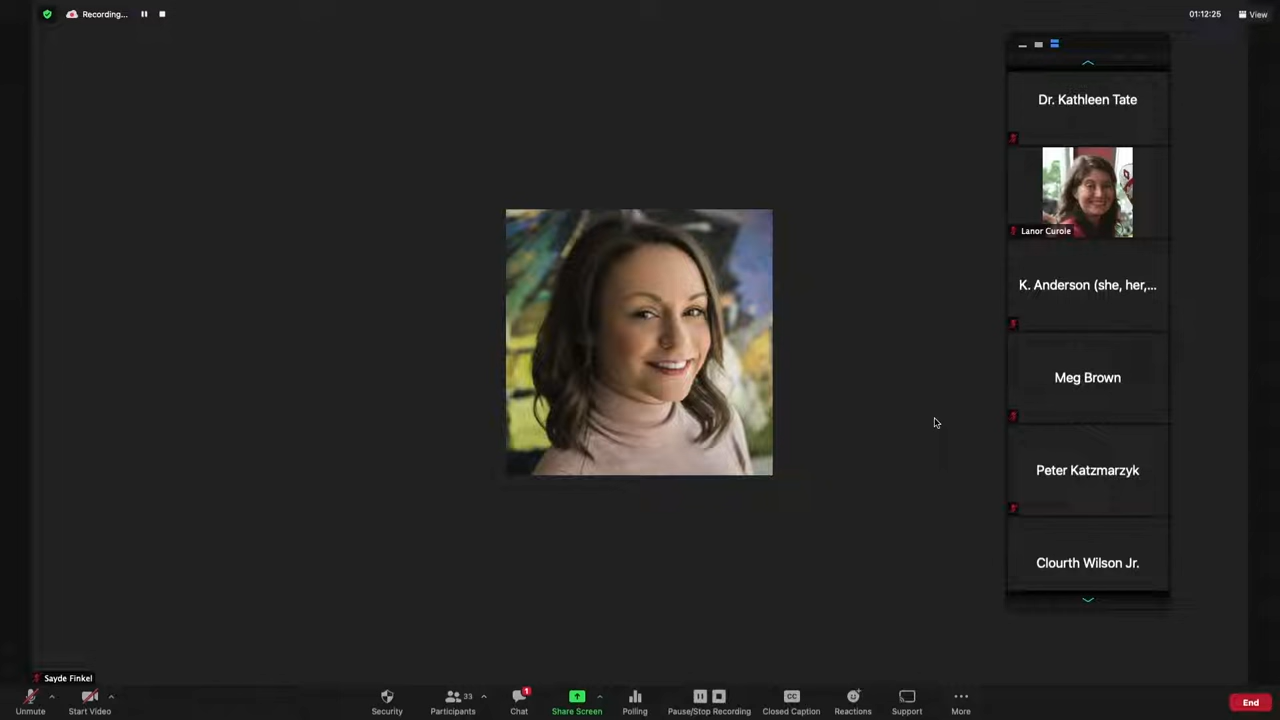 Recording...
01:12:25
View
Dr. Kathleen Tate
Lanor Curole
K. Anderson (she, her,...
Meg Brown
Peter Katzmarzyk
Clourth Wilson Jr.
Sayde Finkel
Unmute
Start Video
Security
Participants
33
Chat
1
Share Screen
Polling
Pause/Stop Recording
CC
Closed Caption
Reactions
Support
More
End